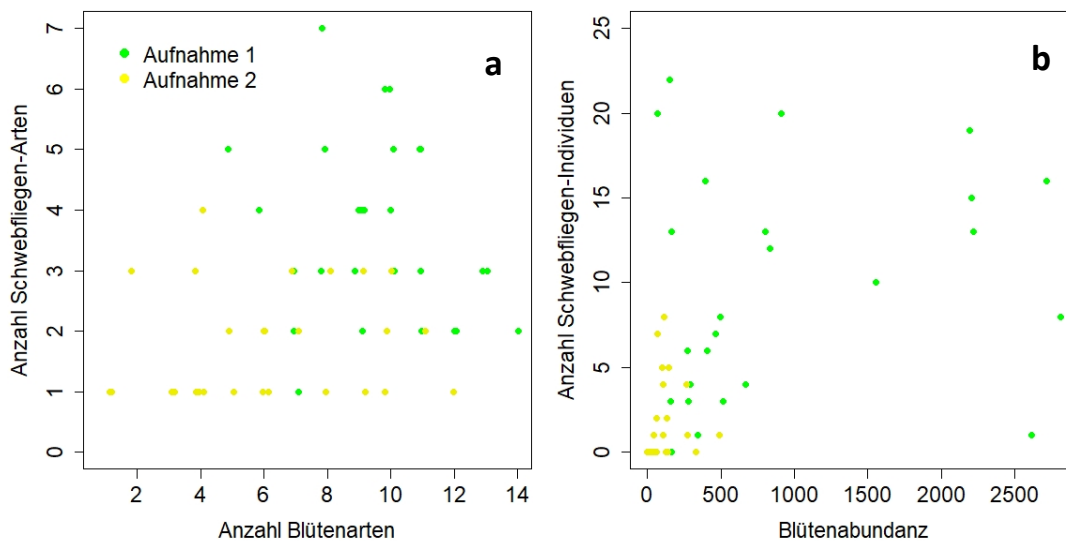 Aufnahme 1
Aufnahme 2
a
7
6
5
4
3
2
1
0
Anzahl Schwebfliegen-Arten
2 4 6 8 10 12 14
Anzahl Blütenarten
b
25
20
15
10
5
0
Anzahl Schwebfliegen-Individuen
0 500 1000 1500 2000 2500
Blütenabundanz